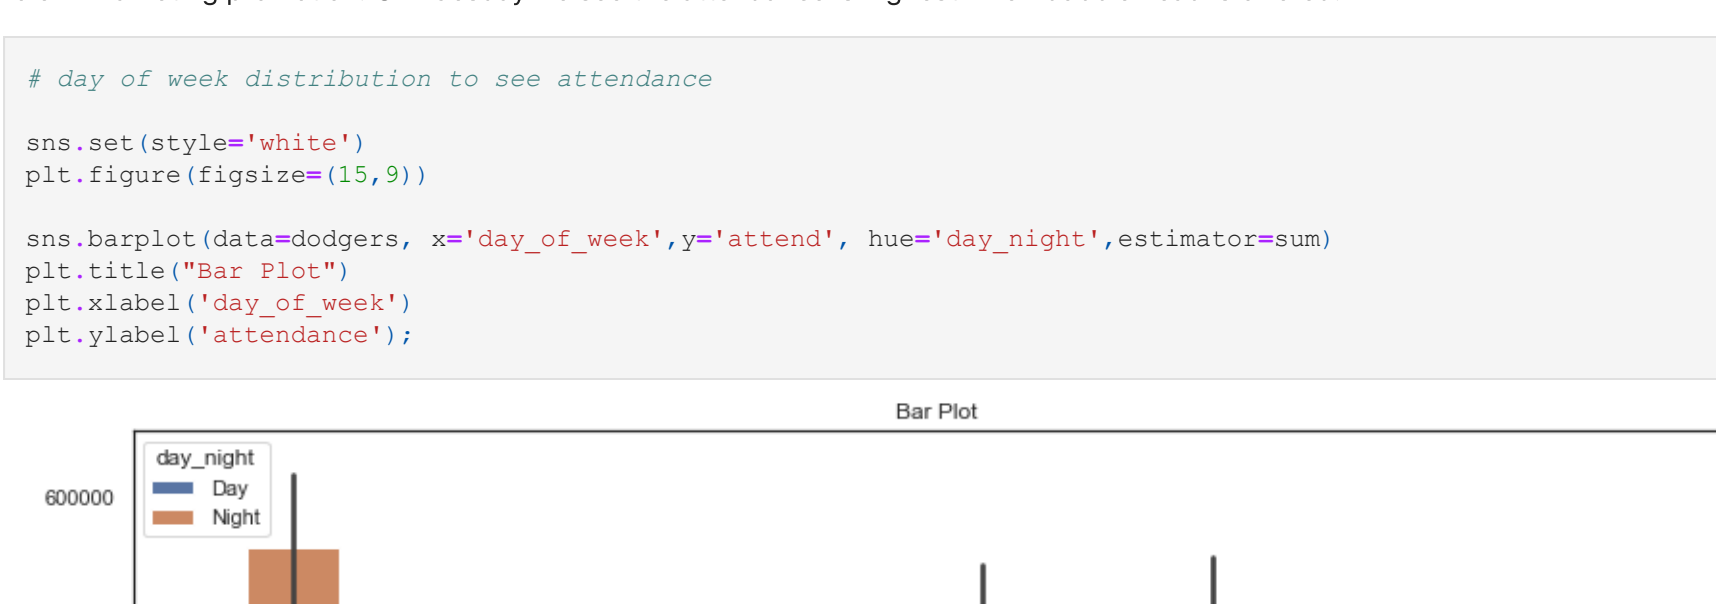 # day of week distribution to see attendance
sns.set(style='white')
plt.figure(figsize=(15,9))
sns.barplot(data=dodgers, x='day_of_week',y='attend', hue='day_night',estimator=sum)
plt.title("Bar Plot")
plt.xlabel('day_of_week')
plt.ylabel('attendance');
Bar Plot
day_night
Day
Night
600000